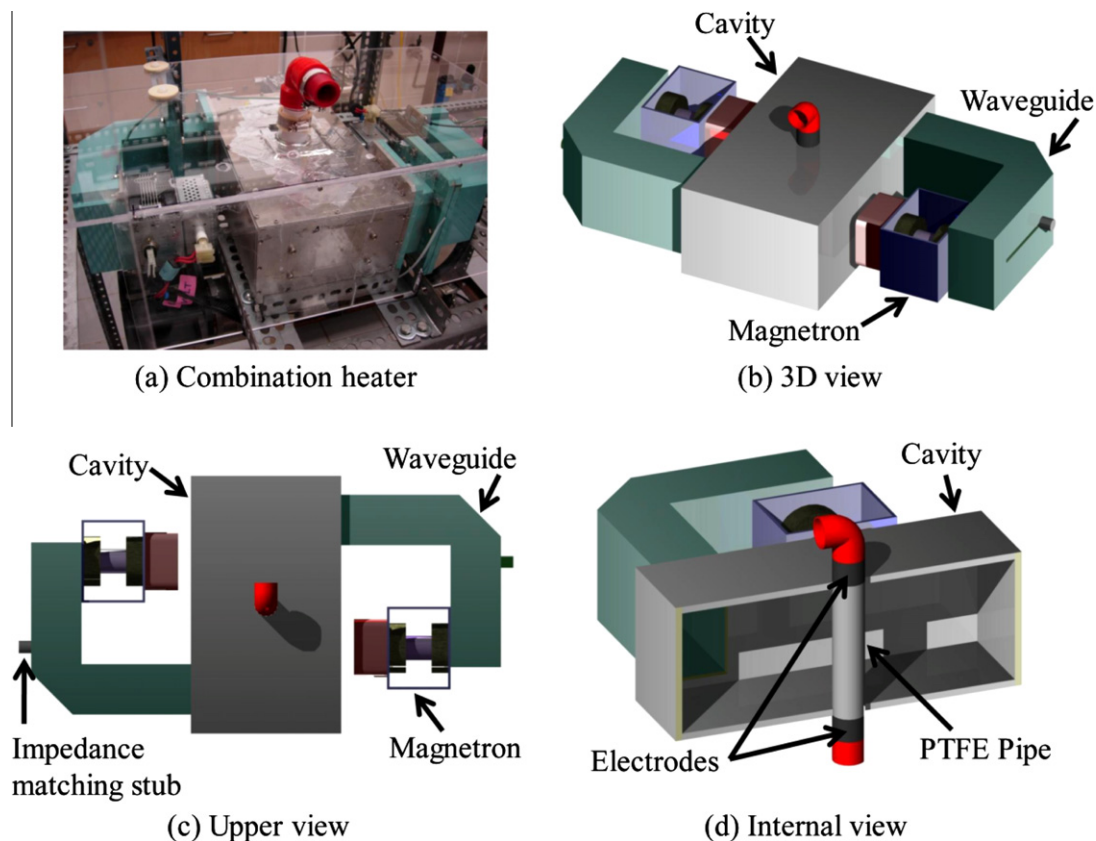 Cavity
Waveguide
Magnetron
(a) Combination heater
(b) 3D view
Cavity
Waveguide
Impedance
matching stub
Magnetron
(c) Upper view
Cavity
Electrodes
PTFE Pipe
(d) Internal view